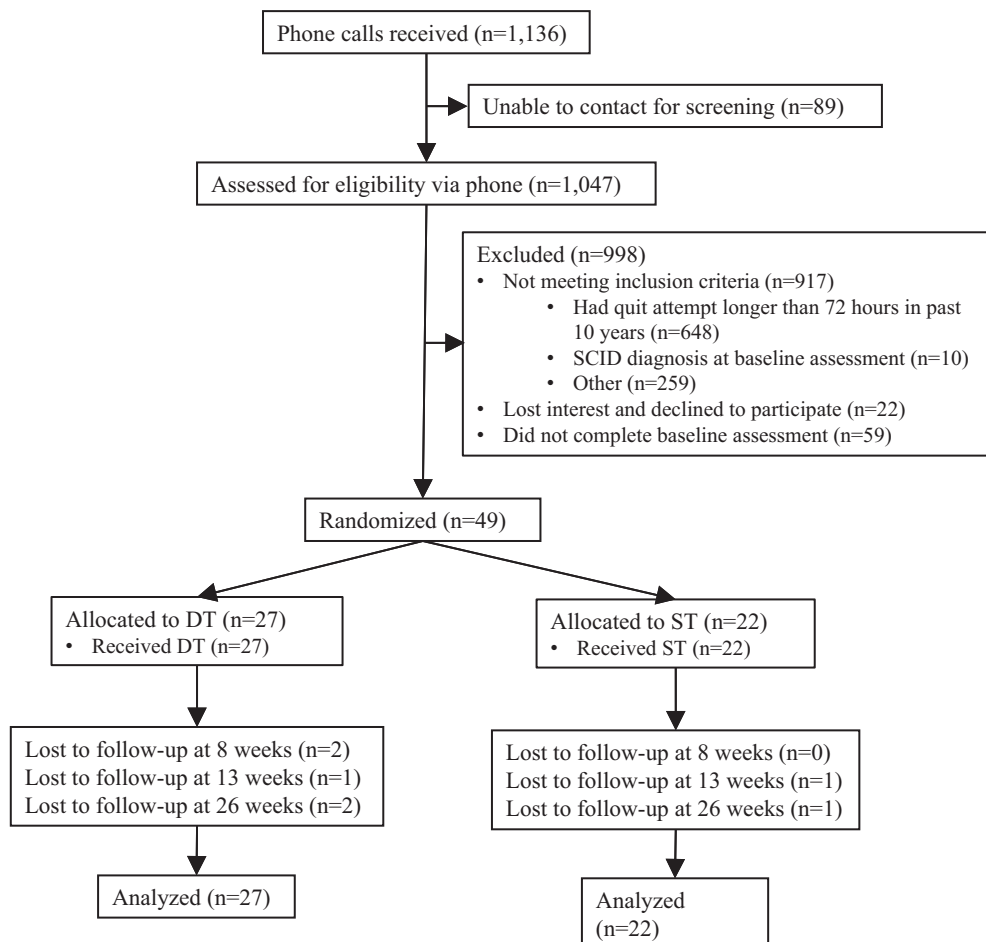 Phone calls received (n=1,136)
Unable to contact for screening (n=89)
Assessed for eligibility via phone (n=1,047)
Excluded (n=998)
• Not meeting inclusion criteria (n=917)
• Had quit attempt longer than 72 hours in past
10 years (n=648)
• SCID diagnosis at baseline assessment (n=10)
• Other (n=259)
• Lost interest and declined to participate (n=22)
• Did not complete baseline assessment (n=59)
Randomized (n=49)
Allocated to DT (n=27)
• Received DT (n=27)
Allocated to ST (n=22)
• Received ST (n=22)
Lost to follow-up at 8 weeks (n=2)
Lost to follow-up at 13 weeks (n=1)
Lost to follow-up at 26 weeks (n=2)
Lost to follow-up at 8 weeks (n=0)
Lost to follow-up at 13 weeks (n=1)
Lost to follow-up at 26 weeks (n=1)
Analyzed (n=27)
Analyzed
(n=22)